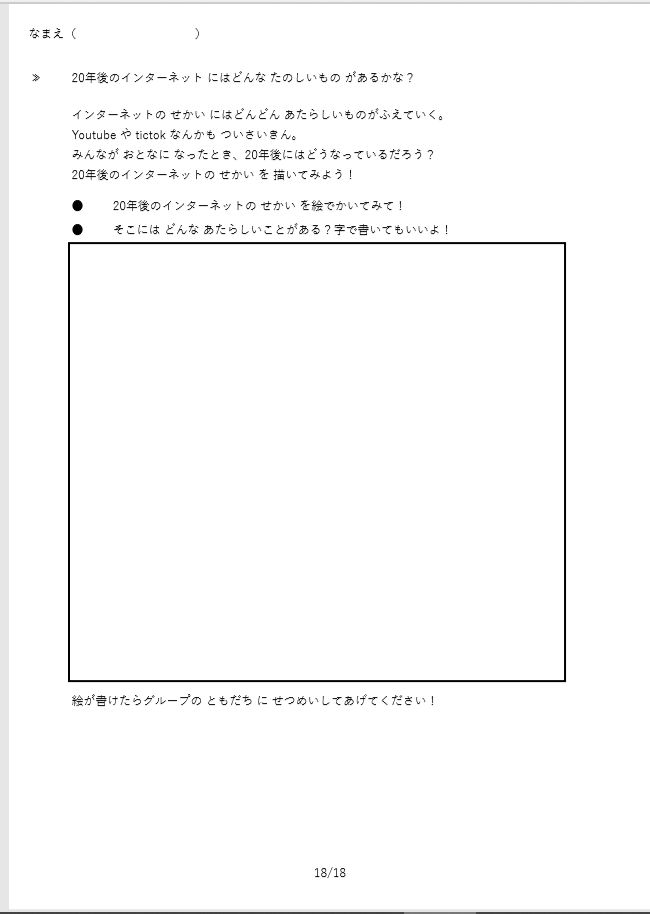 なまえ（　　　　　　　　　　）
≫　20年後のインターネット にはどんな たのしいもの があるかな？
インターネットの せかい にはどんどん あたらしいものがふえていく。
Youtube や tictok なんかも ついさいきん。
みんなが おとなに なったとき、20年後にはどうなっているだろう？
20年後のインターネットの せかい を 描いてみよう！
●　20年後のインターネットの せかい を絵でかいてみて！
●　そこには どんな あたらしいことがある？字で書いてもいいよ！
絵が書けたらグループの ともだち に せつめいしてあげてください！
18/18